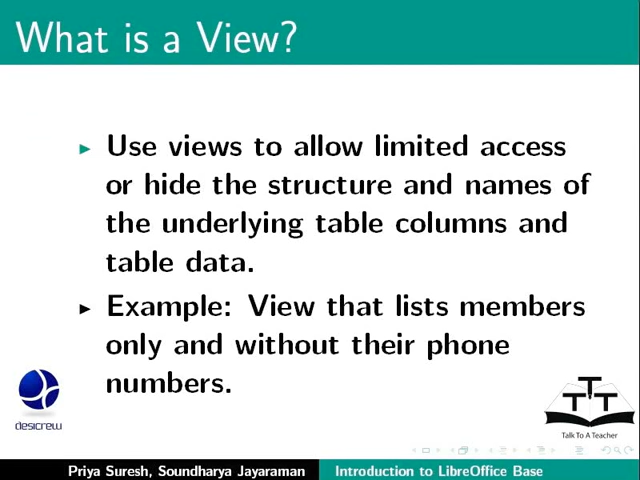 What is a View?
Use views to allow limited access
or hide the structure and names of
the underlying table columns and
table data.
Example: View that lists members
only and without their phone
numbers.
desicrew
TTT
Talk To A Teacher
Priya Suresh, Soundharya Jayaraman
Introduction to LibreOffice Base